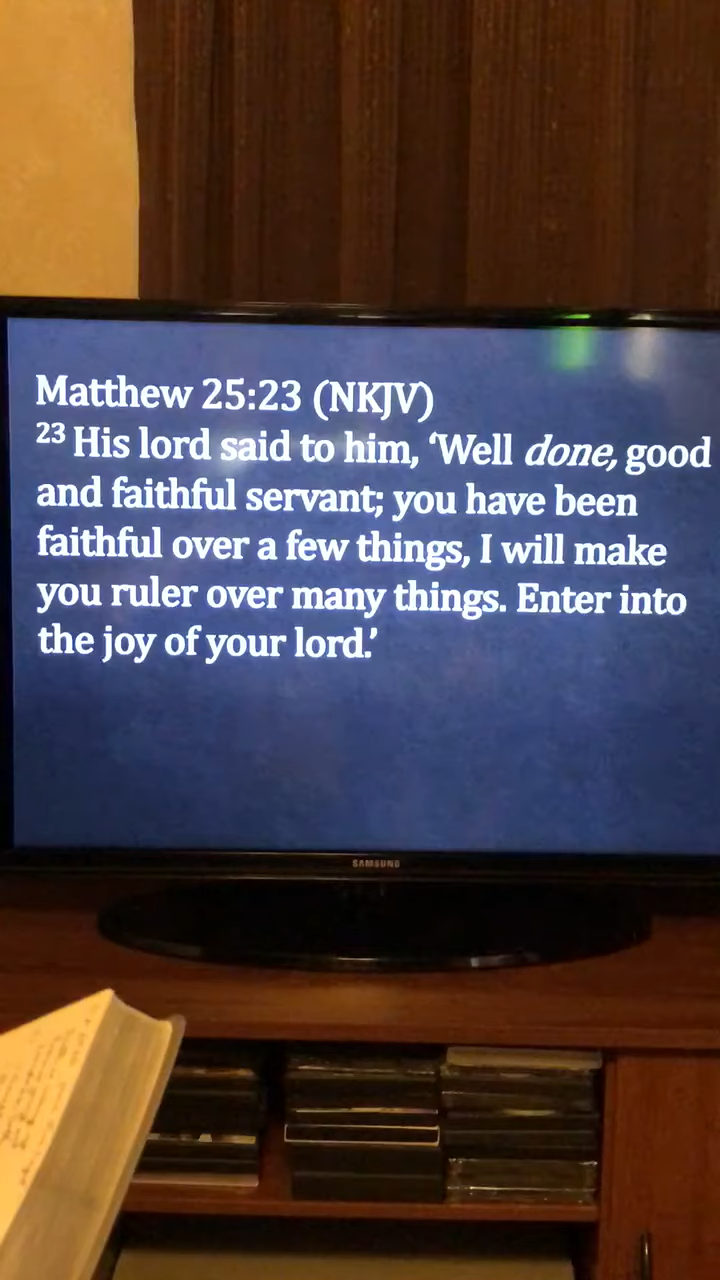 Matthew 25:23 (NKJV)
23 His lord said to him, ‘Well done, good
and faithful servant; you have been
faithful over a few things, I will make
you ruler over many things. Enter into
the joy of your lord.’
SAMSUNG